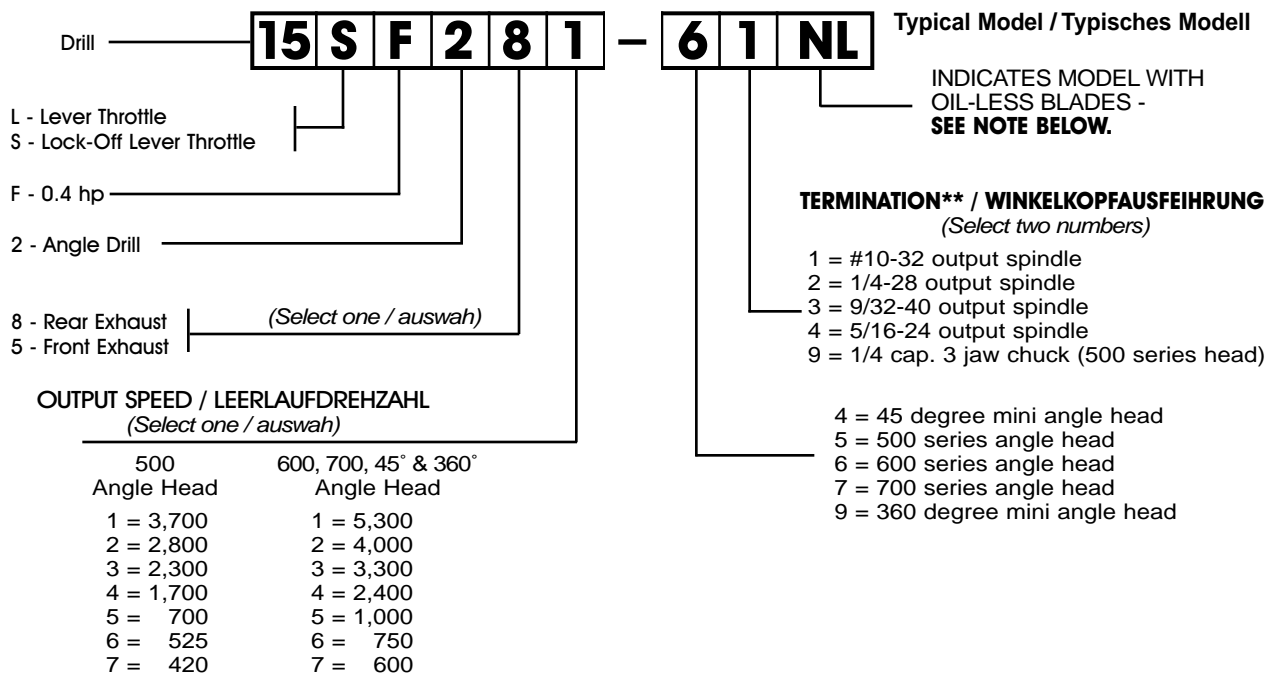 Drill 15 S F 2 8 1 – 6 1 NL Typical Model / Typisches Modell
INDICATES MODEL WITH
OIL-LESS BLADES -
SEE NOTE BELOW.
L - Lever Throttle
S - Lock-Off Lever Throttle
F - 0.4 hp
2 - Angle Drill
8 - Rear Exhaust
5 - Front Exhaust
(Select one / auswah)
OUTPUT SPEED / LEERLAUFDREHZAHL
(Select one / auswah)
500 600, 700, 45˚ & 360˚
Angle Head Angle Head
1 = 3,700 1 = 5,300
2 = 2,800 2 = 4,000
3 = 2,300 3 = 3,300
4 = 1,700 4 = 2,400
5 = 700 5 = 1,000
6 = 525 6 = 750
7 = 420 7 = 600
TERMINATION** / WINKELKOPFAUSFEIHRUNG
(Select two numbers)
1 = #10-32 output spindle
2 = 1/4-28 output spindle
3 = 9/32-40 output spindle
4 = 5/16-24 output spindle
9 = 1/4 cap. 3 jaw chuck (500 series head)
4 = 45 degree mini angle head
5 = 500 series angle head
6 = 600 series angle head
7 = 700 series angle head
9 = 360 degree mini angle head